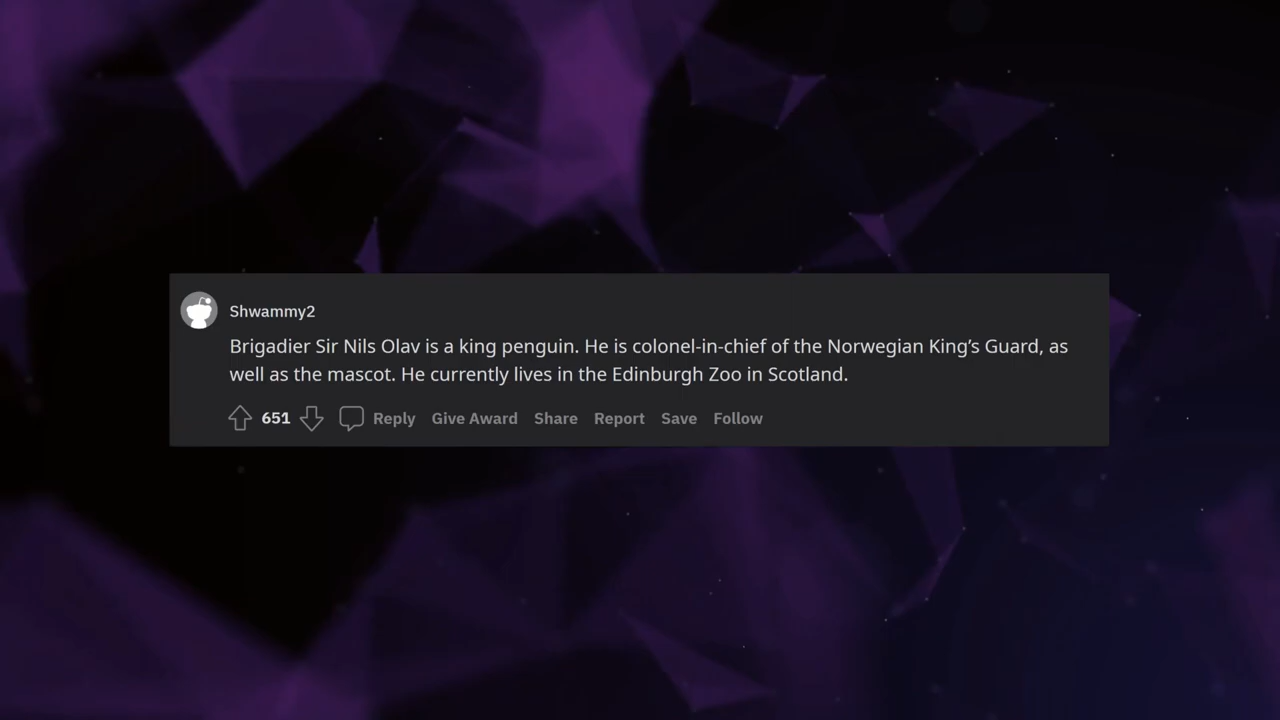 Shwammy2
Brigadier Sir Nils Olav is a king penguin. He is colonel-in-chief of the Norwegian King’s Guard, as
well as the mascot. He currently lives in the Edinburgh Zoo in Scotland.
651 Reply Give Award Share Report Save Follow